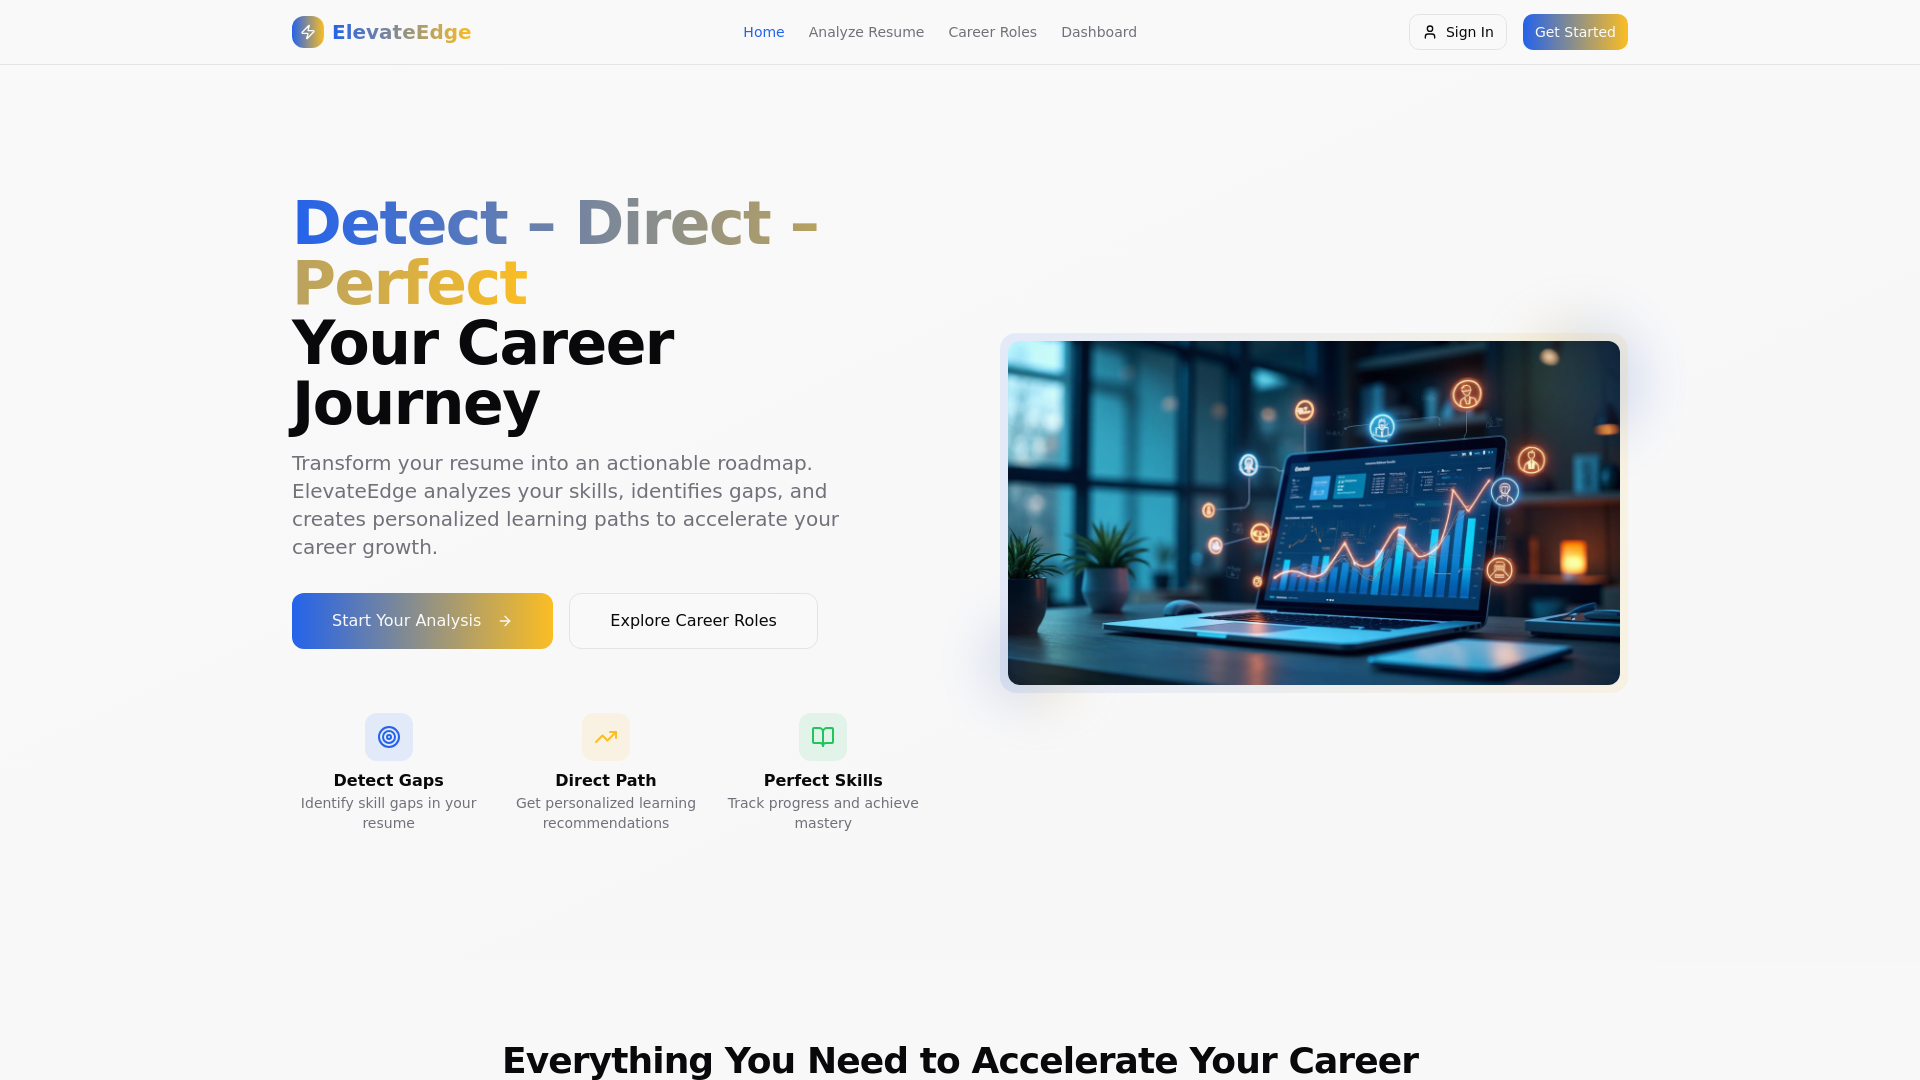 ElevateEdge
Home
Analyze Resume
Career Roles
Dashboard
Sign In
Get Started
Detect – Direct –
Perfect
Your Career
Journey
Transform your resume into an actionable roadmap.
ElevateEdge analyzes your skills, identifies gaps, and
creates personalized learning paths to accelerate your
career growth.
Start Your Analysis
Explore Career Roles
Detect Gaps
Identify skill gaps in your
resume
Direct Path
Get personalized learning
recommendations
Perfect Skills
Track progress and achieve
mastery
Everything You Need to Accelerate Your Career